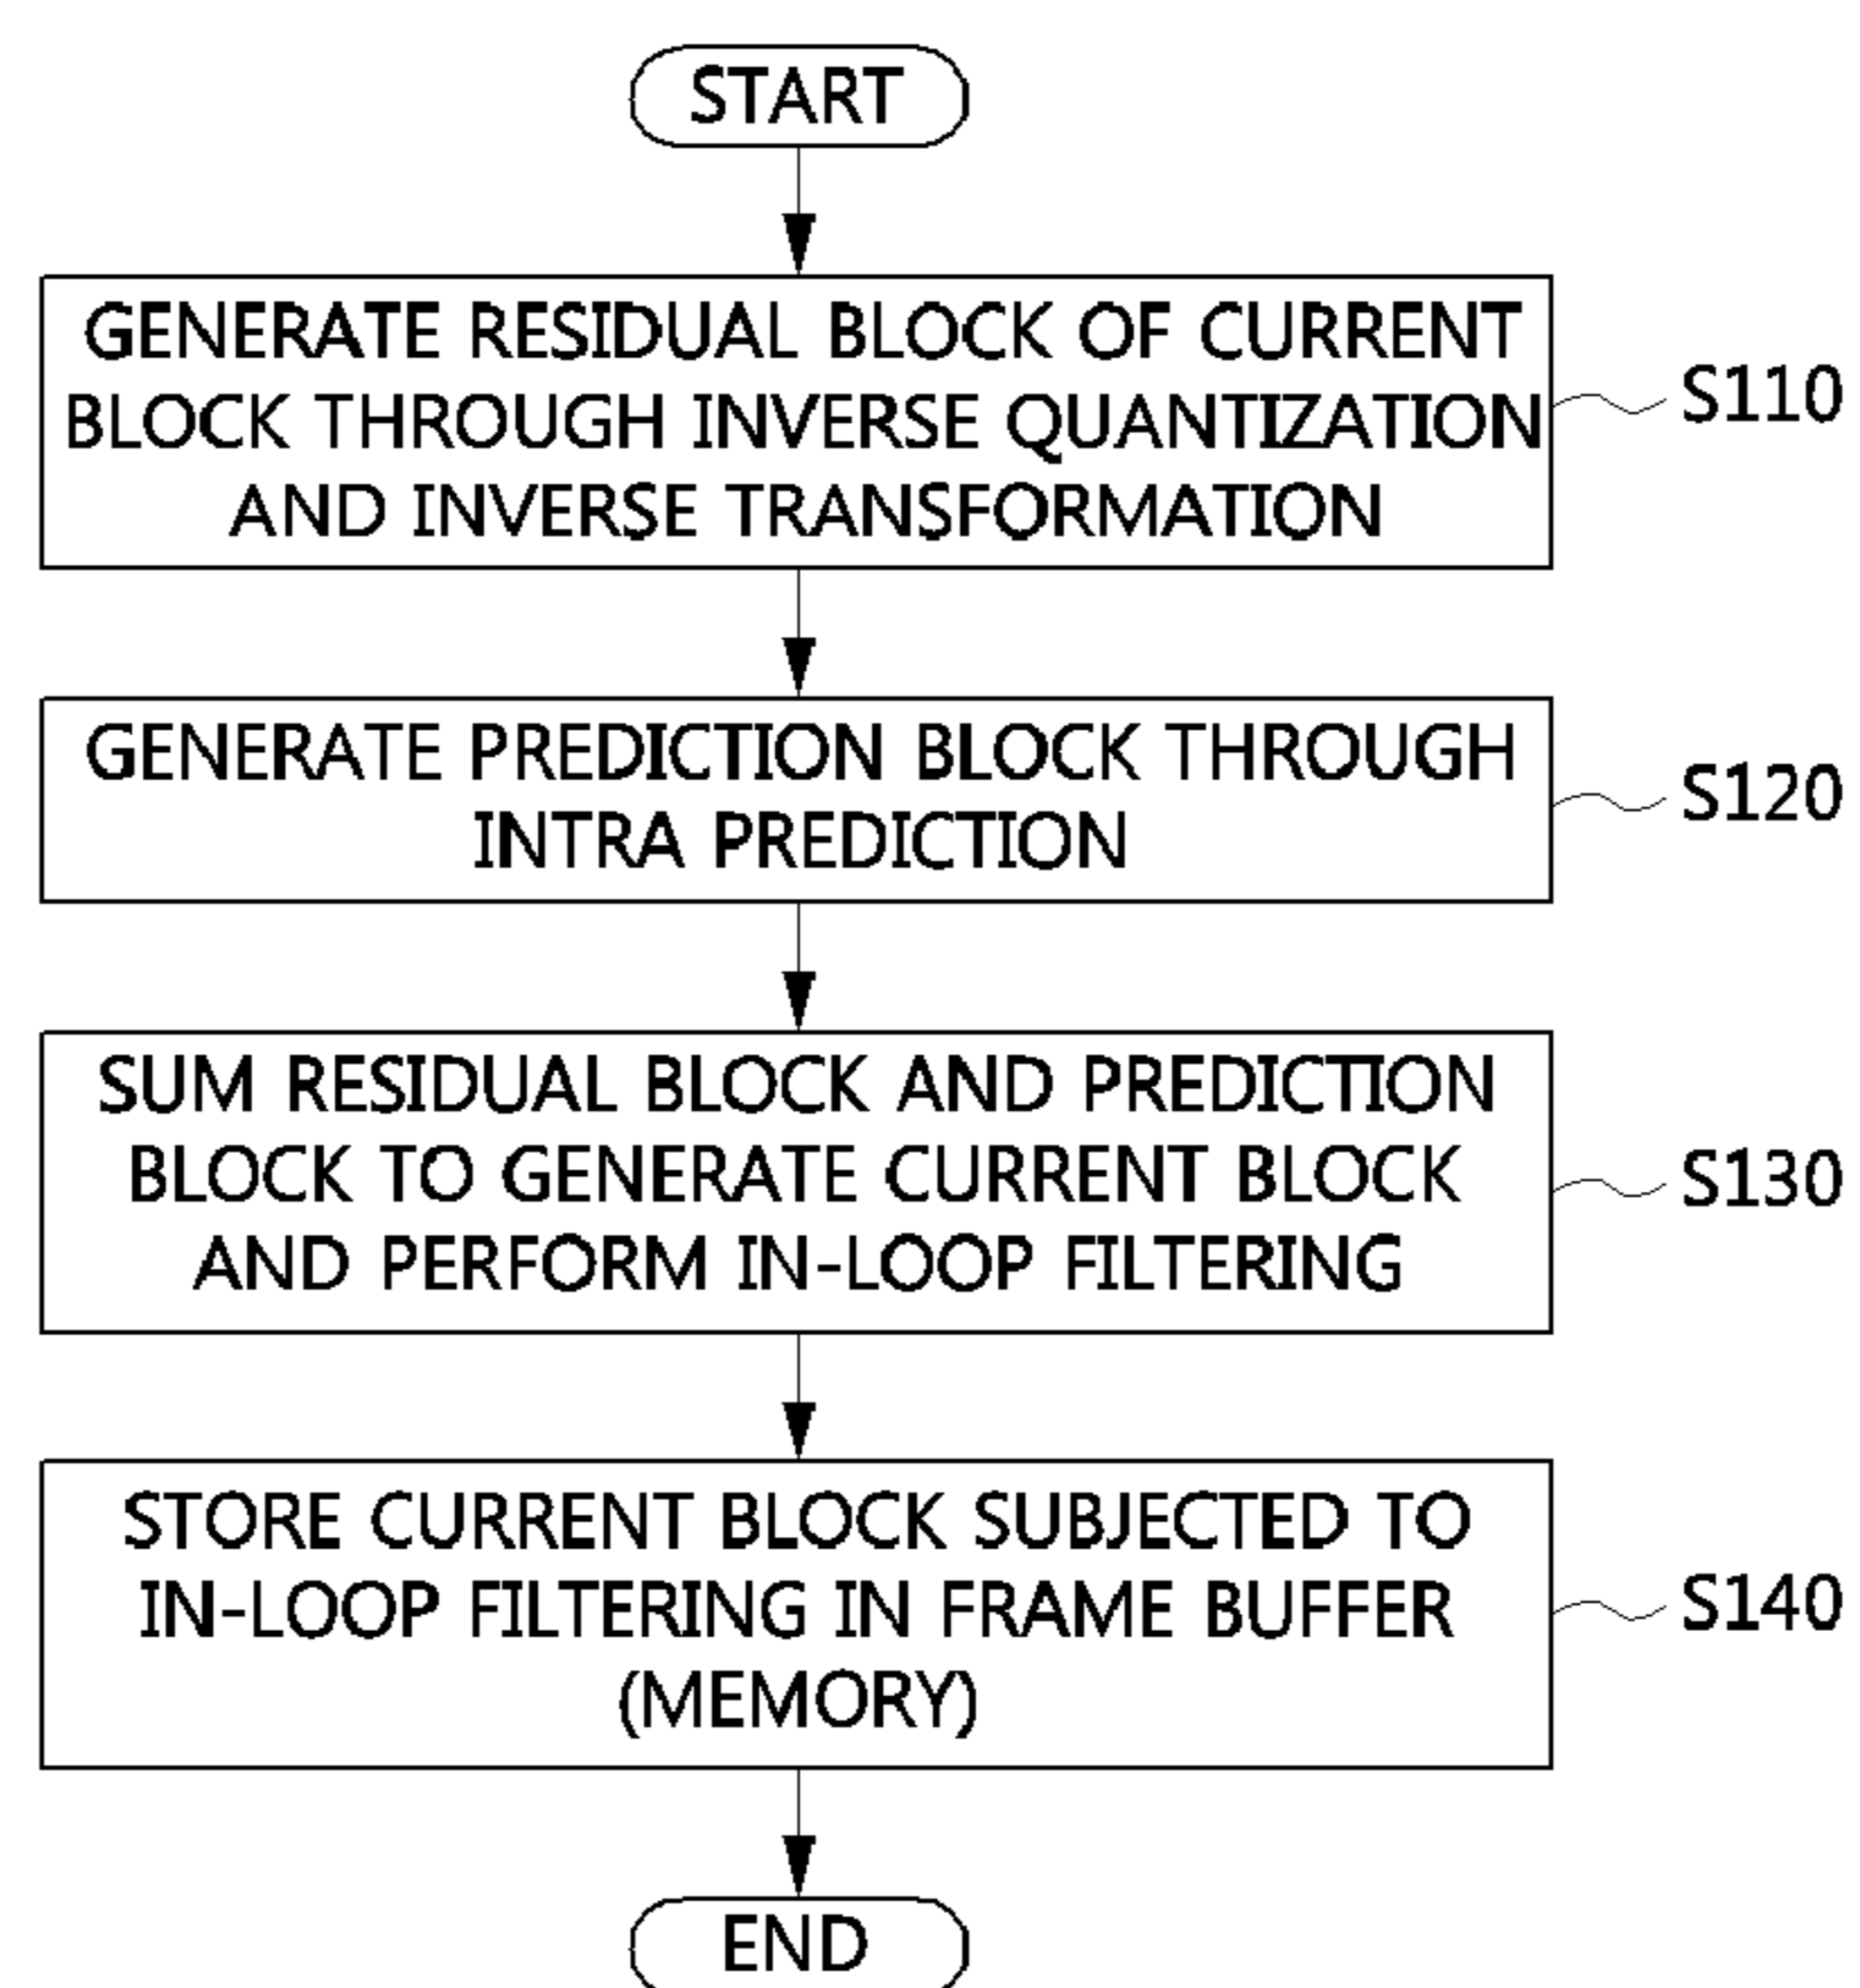 START
GENERATE RESIDUAL BLOCK OF CURRENT
BLOCK THROUGH INVERSE QUANTIZATION
AND INVERSE TRANSFORMATION
S110
GENERATE PREDICTION BLOCK THROUGH
INTRA PREDICTION
S120
SUM RESIDUAL BLOCK AND PREDICTION
BLOCK TO GENERATE CURRENT BLOCK
AND PERFORM IN-LOOP FILTERING
S130
STORE CURRENT BLOCK SUBJECTED TO
IN-LOOP FILTERING IN FRAME BUFFER
(MEMORY)
S140
END